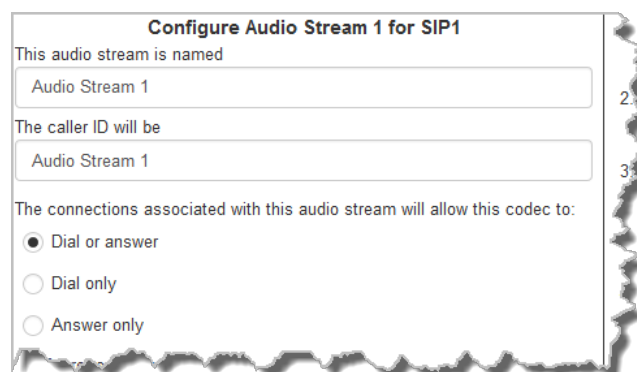 Configure Audio Stream 1 for SIP1
This audio stream is named
Audio Stream 1
2.
The caller ID will be
Audio Stream 1
3
The connections associated with this audio stream will allow this codec to:
Dial or answer
Dial only
Answer only